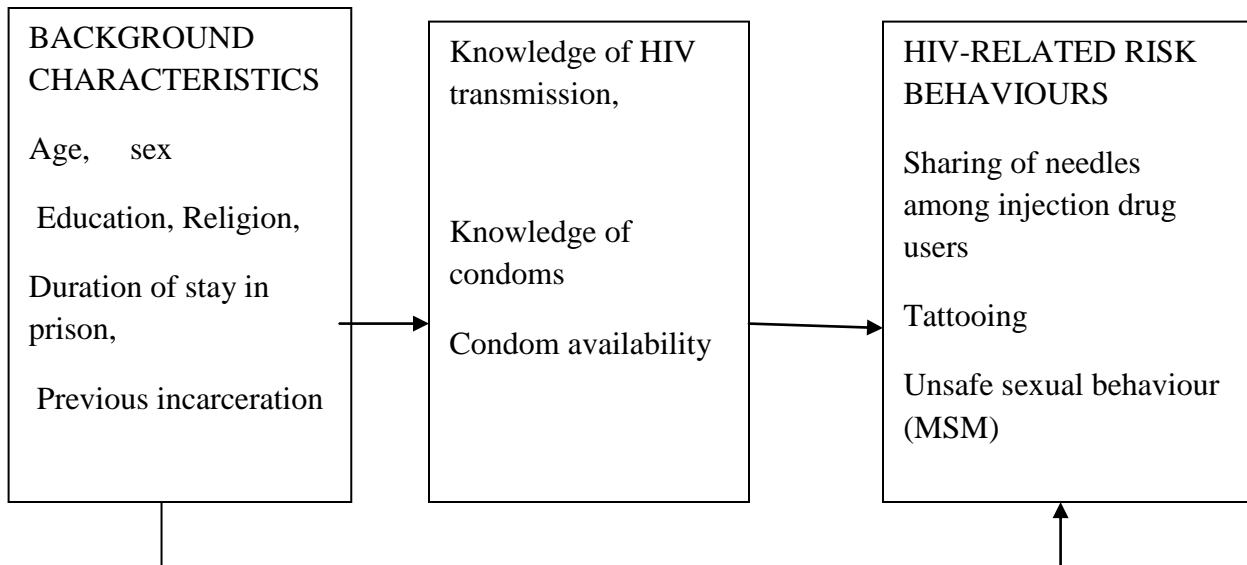 BACKGROUND
CHARACTERISTICS
Age, sex
Education, Religion,
Duration of stay in
prison,
Previous incarceration
Knowledge of HIV
transmission,
Knowledge of
condoms
Condom availability
HIV-RELATED RISK
BEHAVIOURS
Sharing of needles
among injection drug
users
Tattooing
Unsafe sexual behaviour
(MSM)